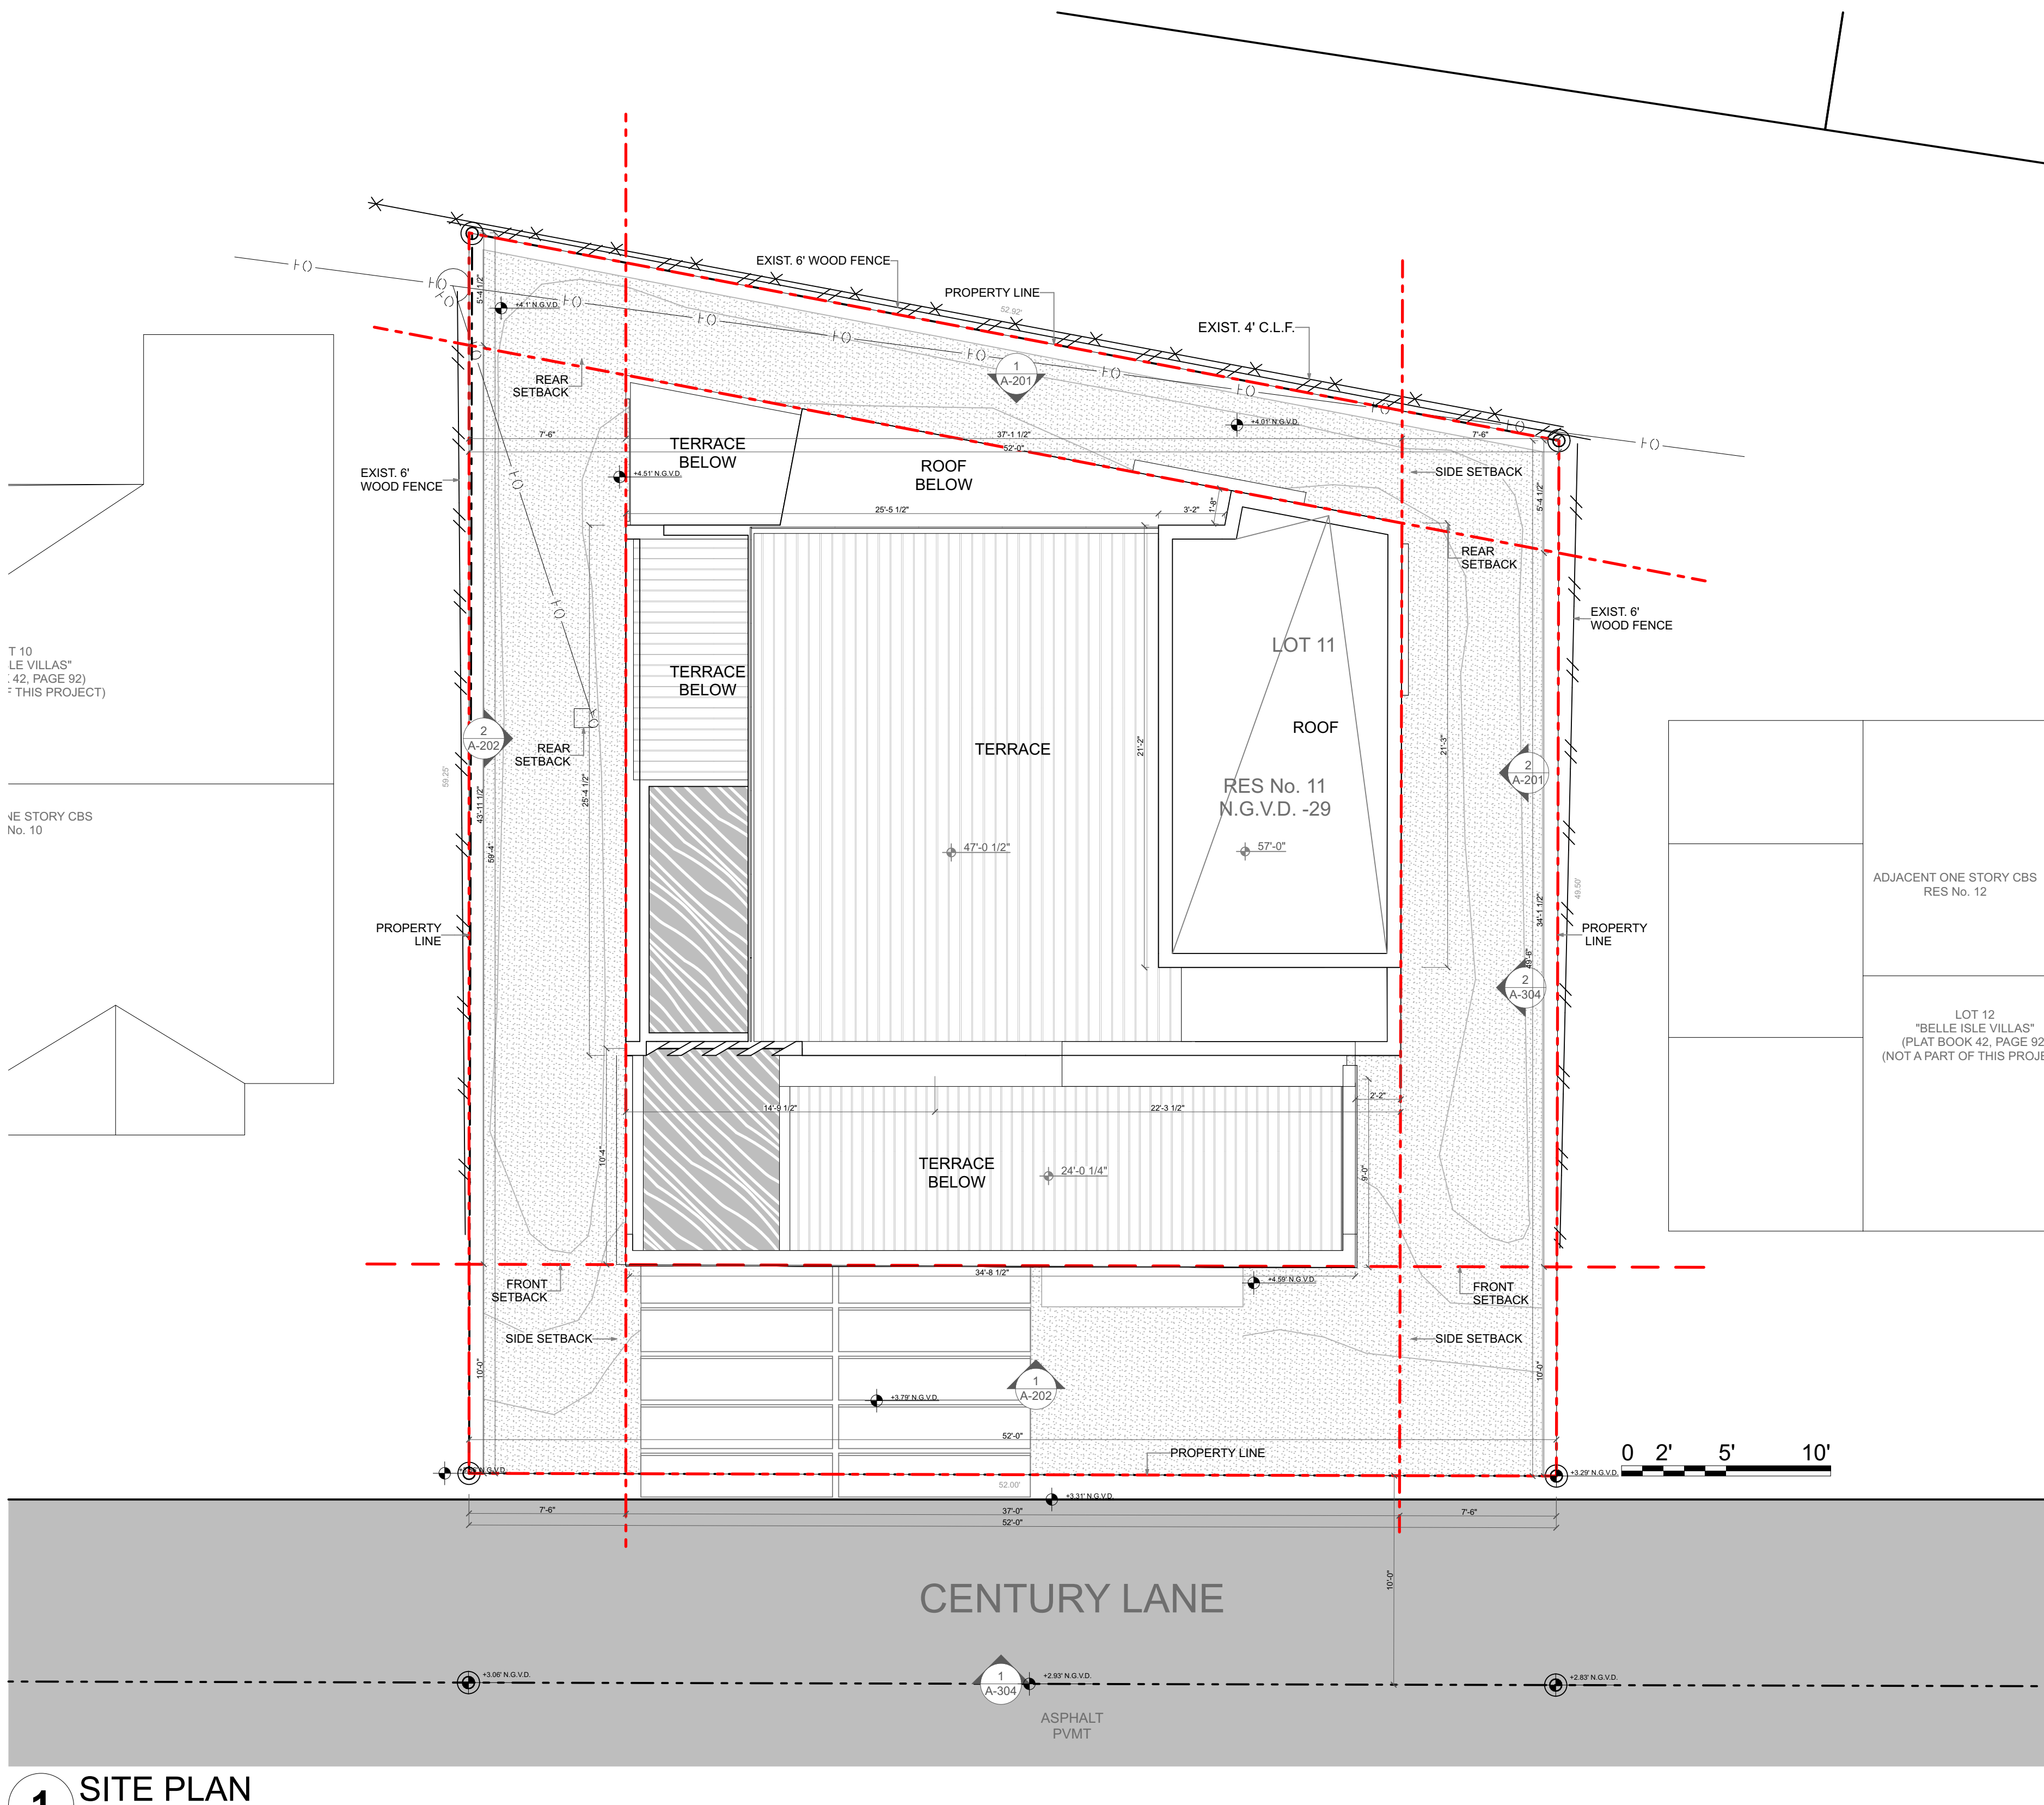 EXIST. 6' WOOD FENCE
PROPERTY LINE
52.92'
EXIST. 4' C.L.F.
5'-4 1/2"
+4.1' N.G.V.D.
1
A-201
REAR
SETBACK
+4.01' N.G.V.D.
7'-6"
37'-1 1/2"
7'-6"
52'-0"
TERRACE
BELOW
ROOF
BELOW
+4.51' N.G.V.D.
EXIST. 6'
WOOD FENCE
SIDE SETBACK
5'-4 1/2"
25'-5 1/2"
3'-2"
1'-8"
REAR
SETBACK
EXIST. 6'
WOOD FENCE
LOT 11
T 10
LE VILLAS"
42, PAGE 92)
F THIS PROJECT)
TERRACE
BELOW
ROOF
2
A-202
REAR
SETBACK
TERRACE
21'-2"
21'-3"
2
A-201
59.25'
43'-11 1/2"
25'-4 1/2"
RES No. 11
N.G.V.D. -29
NE STORY CBS
No. 10
59'-4"
47'-0 1/2"
57'-0"
ADJACENT ONE STORY CBS
RES No. 12
49.50'
34'-1 1/2"
PROPERTY
LINE
PROPERTY
LINE
49'-6"
2
A-304
LOT 12
"BELLE ISLE VILLAS"
(PLAT BOOK 42, PAGE 92
(NOT A PART OF THIS PROJE
14'-9 1/2"
22'-3 1/2"
2'-2"
10'-4"
TERRACE
BELOW
24'-0 1/4"
9'-0"
34'-8 1/2"
+4.59' N.G.V.D.
FRONT
SETBACK
FRONT
SETBACK
SIDE SETBACK
SIDE SETBACK
10'-0"
10'-0"
1
A-202
+3.79' N.G.V.D.
52'-0"
PROPERTY LINE
0 2' 5' 10'
N.G.V.D.
+3.29' N.G.V.D.
52.00'
+3.31' N.G.V.D.
7'-6"
37'-0"
7'-6"
52'-0"
10'-0"
CENTURY LANE
+3.06' N.G.V.D.
1
A-304
+2.93' N.G.V.D.
+2.83' N.G.V.D.
ASPHALT
PVMT
1
SITE PLAN